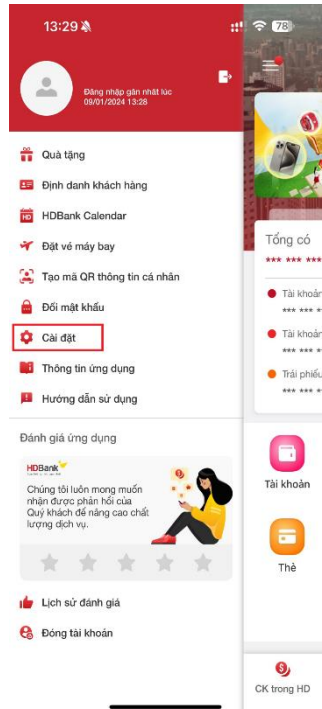 13:29
78
Đăng nhập gần nhất lúc
09/01/2024 13:28
Quà tặng
Định danh khách hàng
HDBank Calendar
Đặt vé máy bay
Tạo mã QR thông tin cá nhân
Đổi mật khẩu
Cài đặt
Thông tin ứng dụng
Hướng dẫn sử dụng
Đánh giá ứng dụng
HDBank
Chúng tôi luôn mong muốn
nhận được phản hồi của
Quý khách để nâng cao chất
lượng dịch vụ.
Lịch sử đánh giá
Đóng tài khoản
Tổng có
*** *** ***
Tài khoản
*** *** *
Tài khoản
*** *** *
Trái phiếu
*** *** *
Tài khoản
Thẻ
CK trong HD